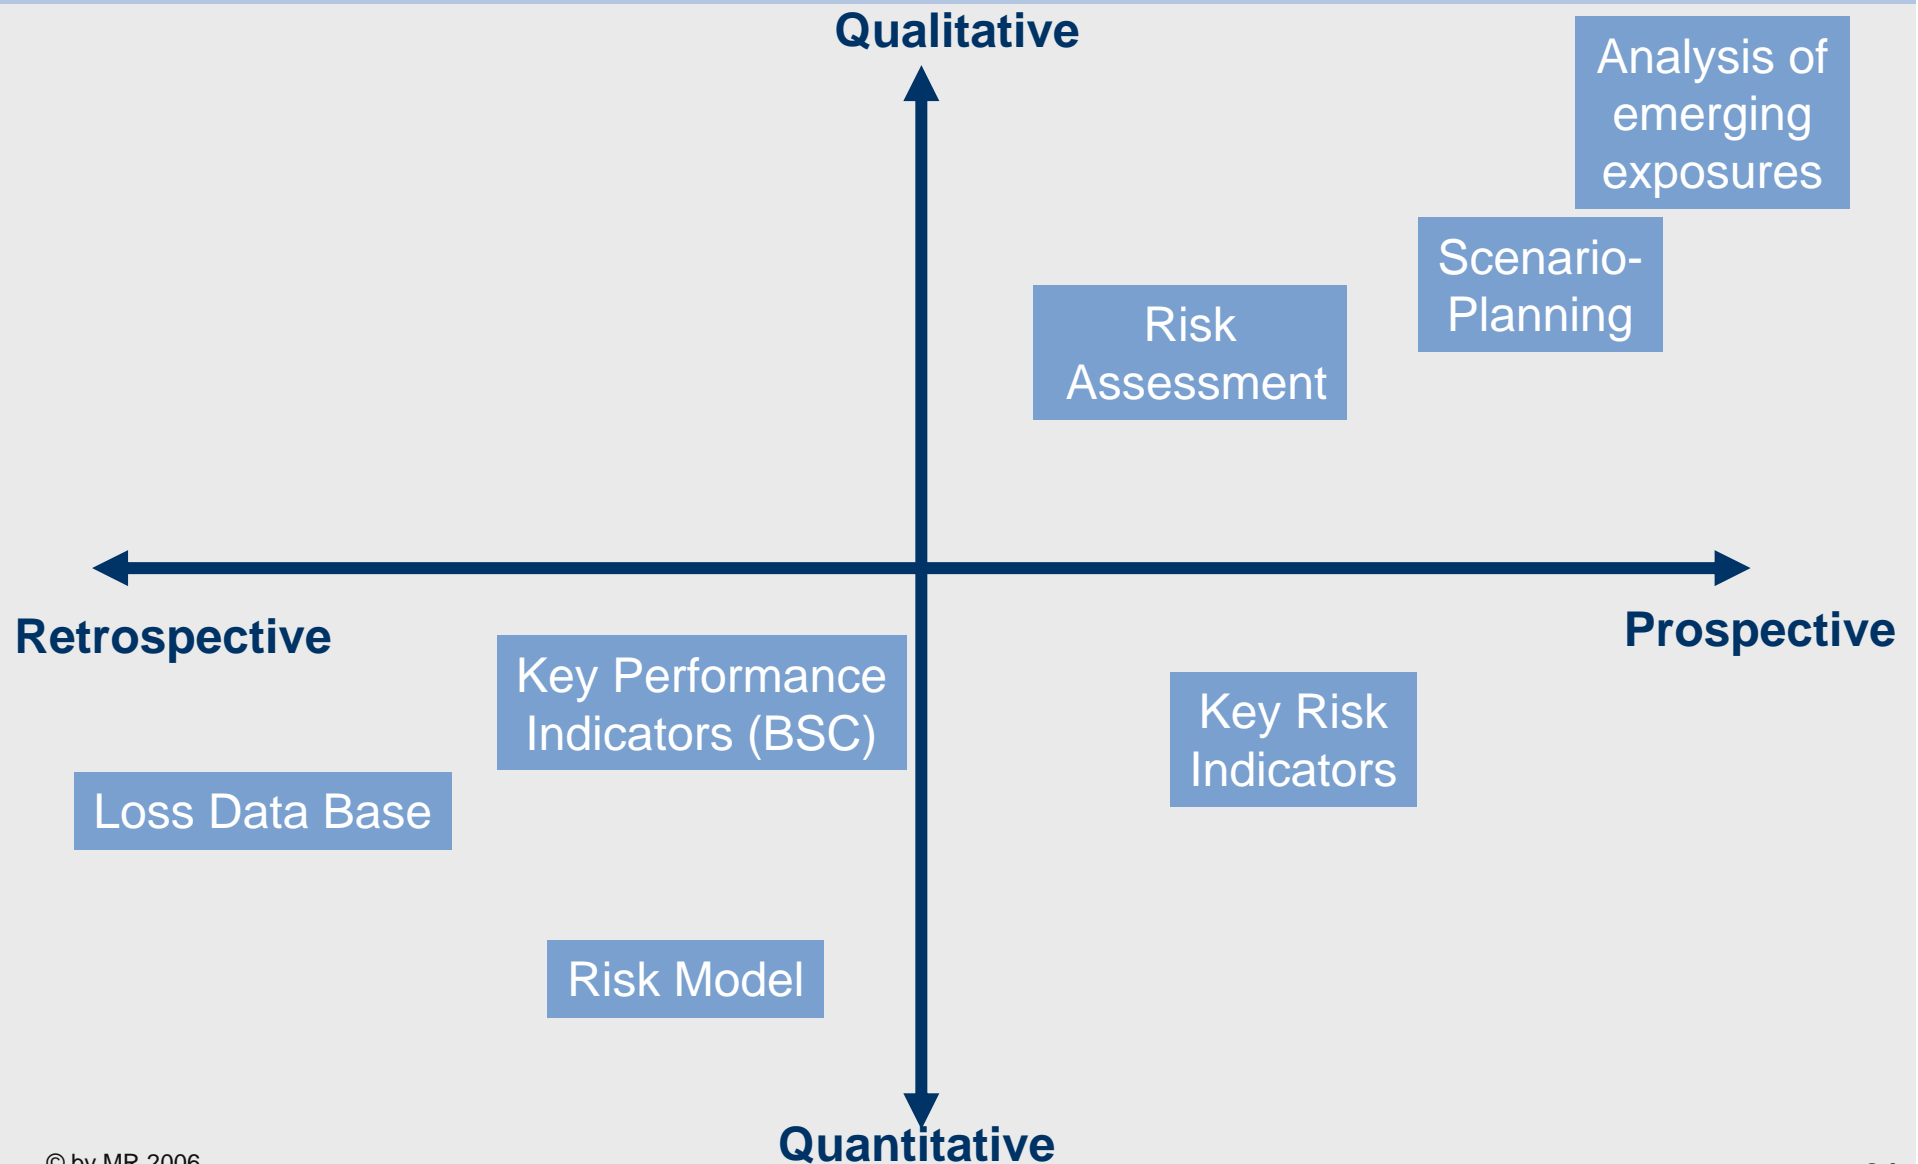 Qualitative
Analysis of
emerging
exposures
Scenario-
Planning
Risk
Assessment
Retrospective
Prospective
Key Performance
Indicators (BSC)
Key Risk
Indicators
Loss Data Base
Risk Model
Quantitative
© by MR 2006